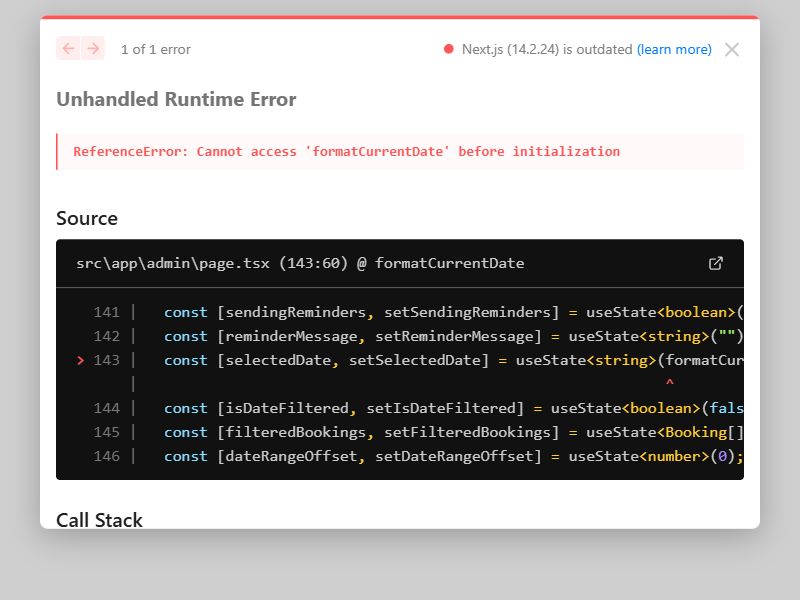 1 of 1 error
Next.js (14.2.24) is outdated (learn more)
Unhandled Runtime Error
ReferenceError: Cannot access 'formatCurrentDate' before initialization
Source
src\app\admin\page.tsx (143:60) @ formatCurrentDate
141 |   const [sendingReminders, setSendingReminders] = useState<boolean>(
142 |   const [reminderMessage, setReminderMessage] = useState<string>("")
> 143 |   const [selectedDate, setSelectedDate] = useState<string>(formatCur
|                                                            ^
144 |   const [isDateFiltered, setIsDateFiltered] = useState<boolean>(fals
145 |   const [filteredBookings, setFilteredBookings] = useState<Booking[]
146 |   const [dateRangeOffset, setDateRangeOffset] = useState<number>(0);
Call Stack